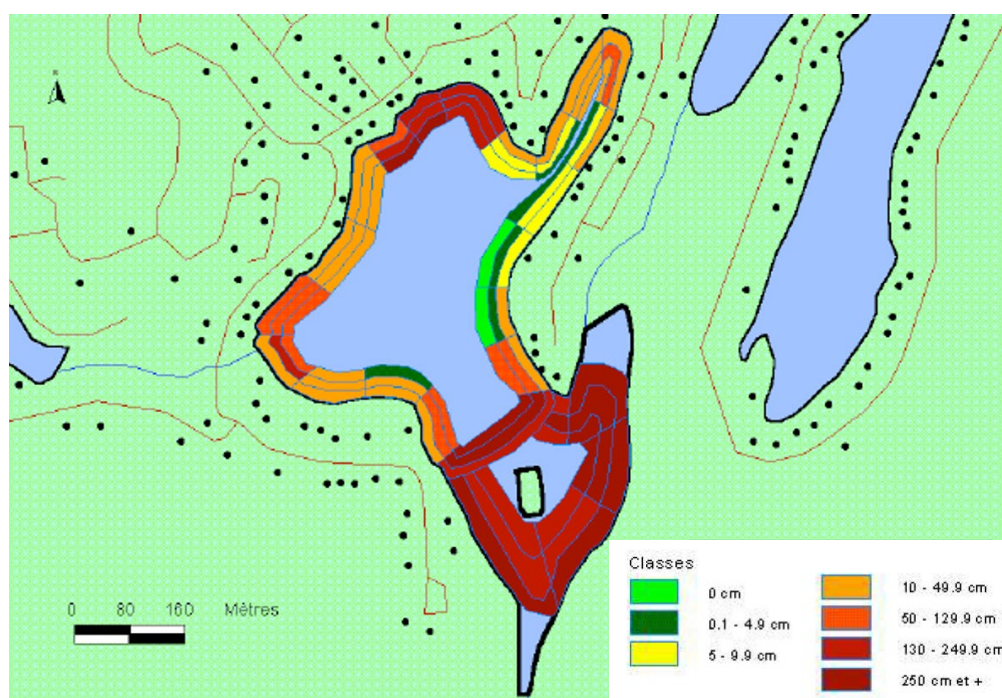 0 80 160 Mètres
Classes
0 cm
0.1 - 4.9 cm
5 - 9.9 cm
10 - 49.9 cm
50 - 129.9 cm
130 - 249.9 cm
250 cm et +